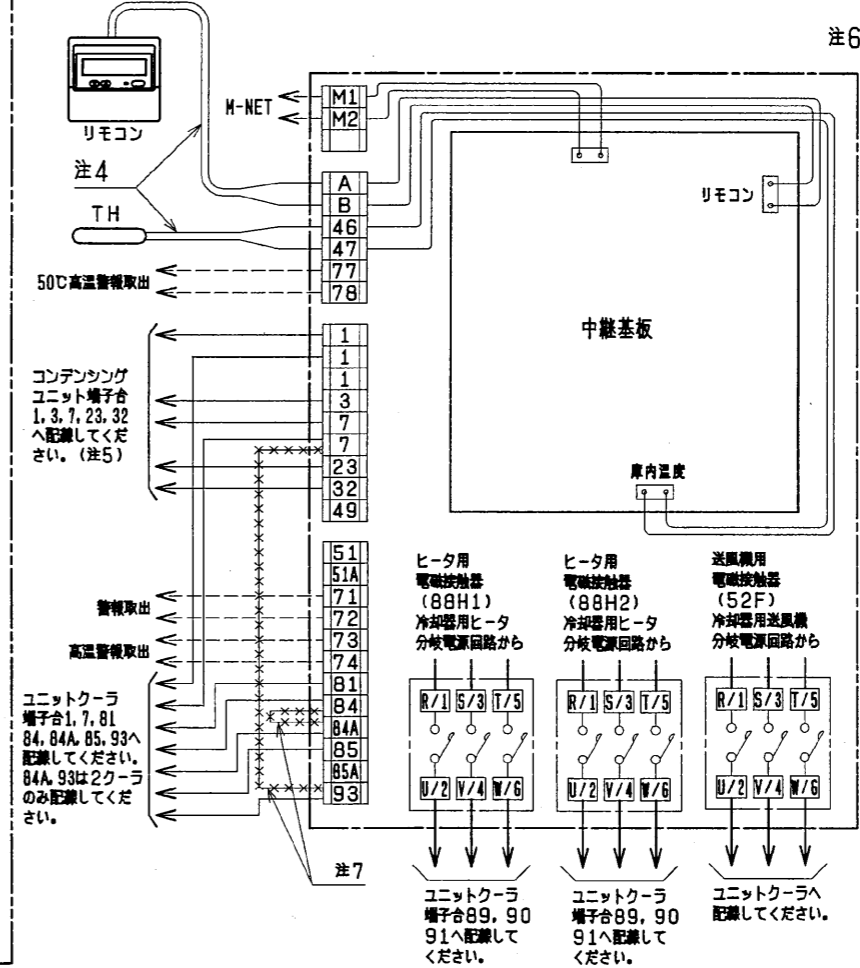 注6
リモコン
注4
TH
M-NET
M1
M2
A
B
46
47
77
78
50℃高温警報取出
リモコン
中継基板
庫内温度
コンデンシング
ユニット端子台
1, 3, 7, 23, 32
へ配線してくだ
さい。(注5)
1
1
1
3
7
7
23
32
49
51
51A
71
72
73
74
81
84
84A
85
85A
93
警報取出
高温警報取出
ユニットクーラ
端子台1, 7, 81
84, 84A, 85, 93へ
配線してください。
84A, 93は2クーラ
のみ配線してくだ
さい。
注7
ヒータ用
電磁接触器
(88H1)
冷却器用ヒータ
分岐電源回路から
R/1 S/3 T/5
U/2 V/4 W/6
ユニットクーラ
端子台89, 90
91へ配線して
ください。
ヒータ用
電磁接触器
(88H2)
冷却器用ヒータ
分岐電源回路から
R/1 S/3 T/5
U/2 V/4 W/6
ユニットクーラ
端子台89, 90
91へ配線して
ください。
送風機用
電磁接触器
(52F)
冷却器用送風機
分岐電源回路から
R/1 S/3 T/5
U/2 V/4 W/6
ユニットクーラへ
配線してください。